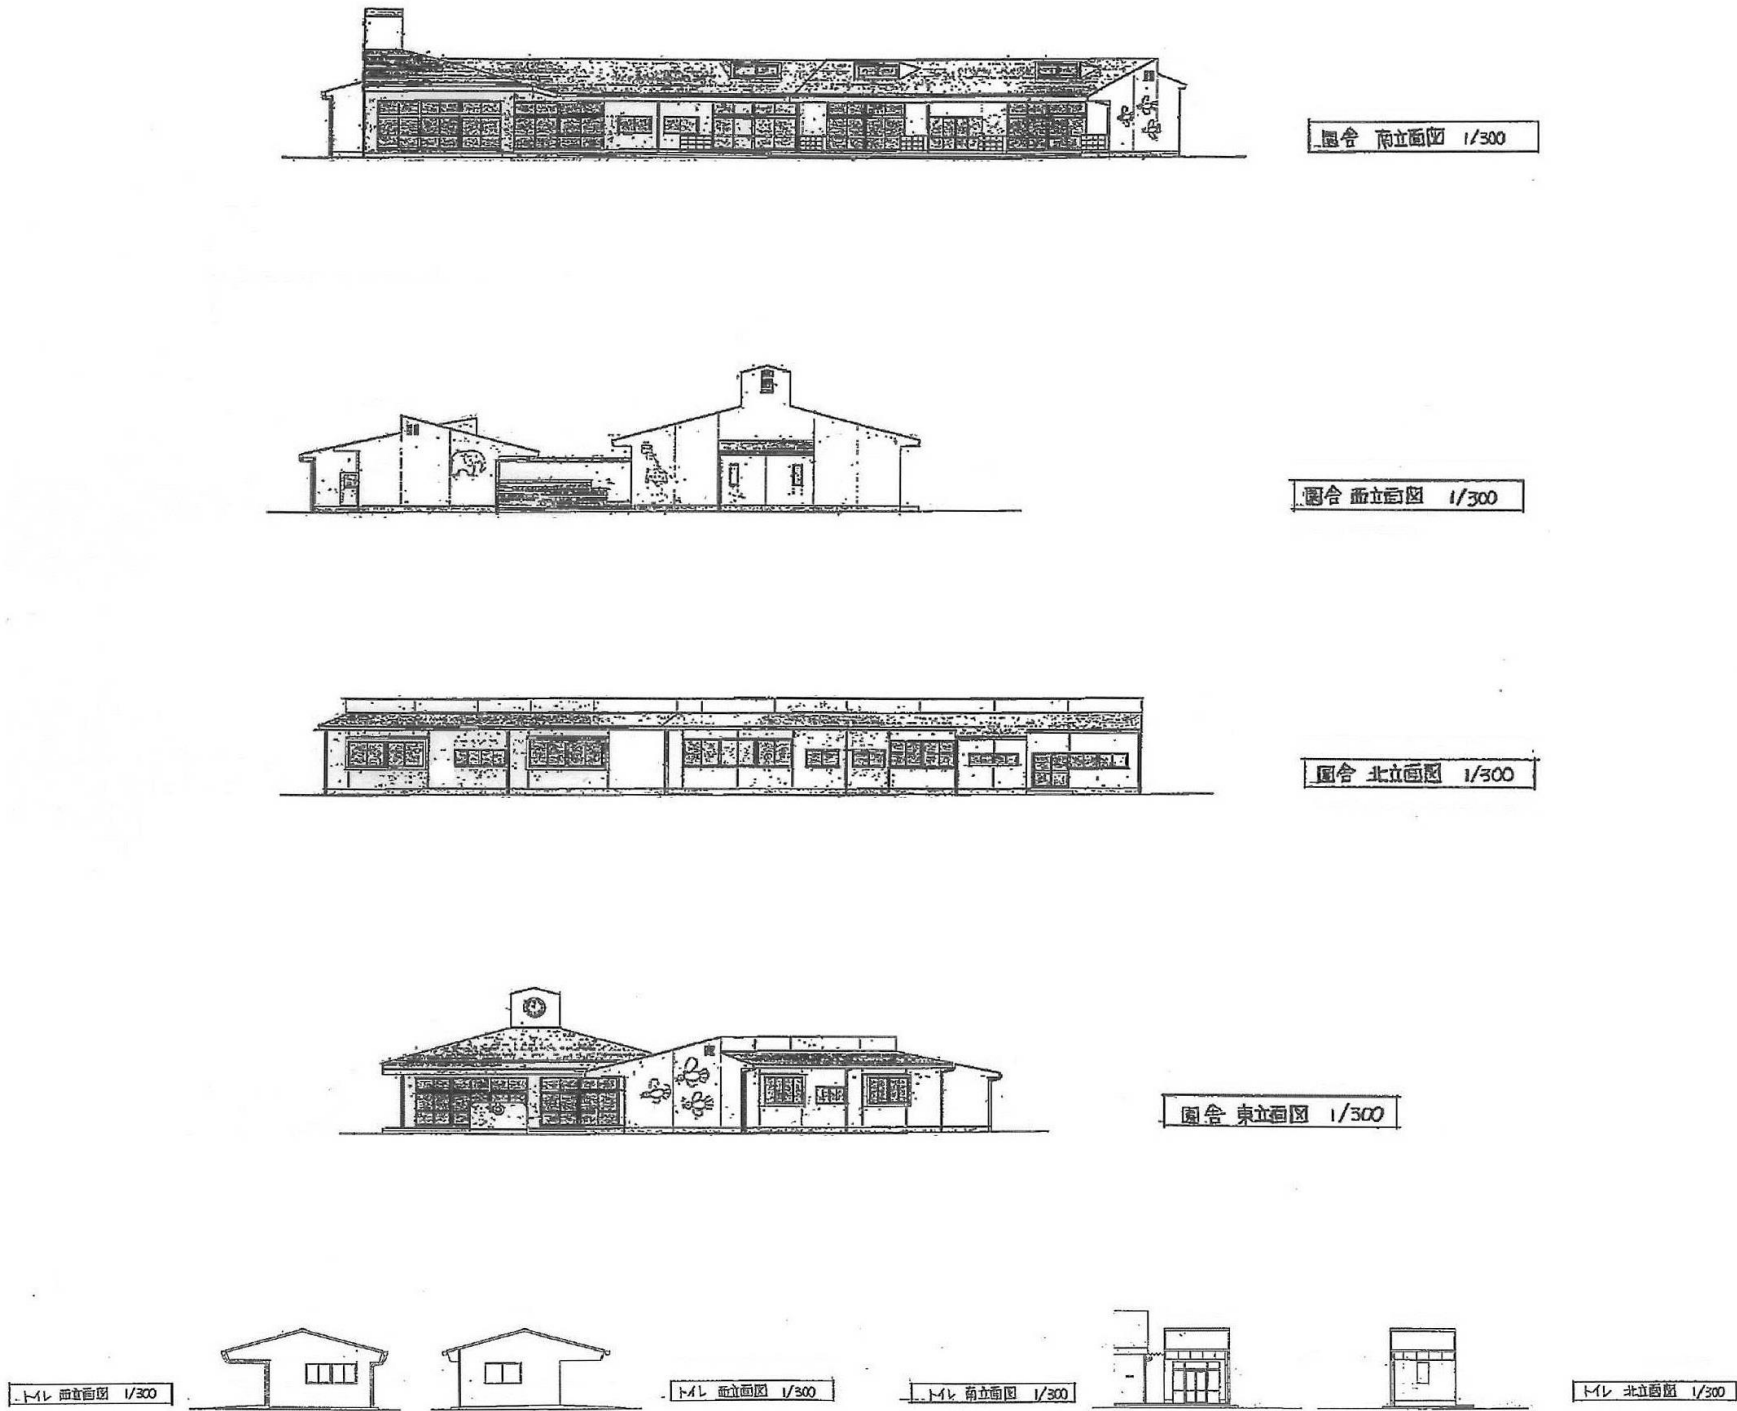 園舎 南立面図 1/300
園舎 西立面図 1/300
園舎 北立面図 1/300
園舎 東立面図 1/300
トイレ 西立面図 1/300
トイレ 西立面図 1/300
トイレ 南立面図 1/300
トイレ 北立面図 1/300